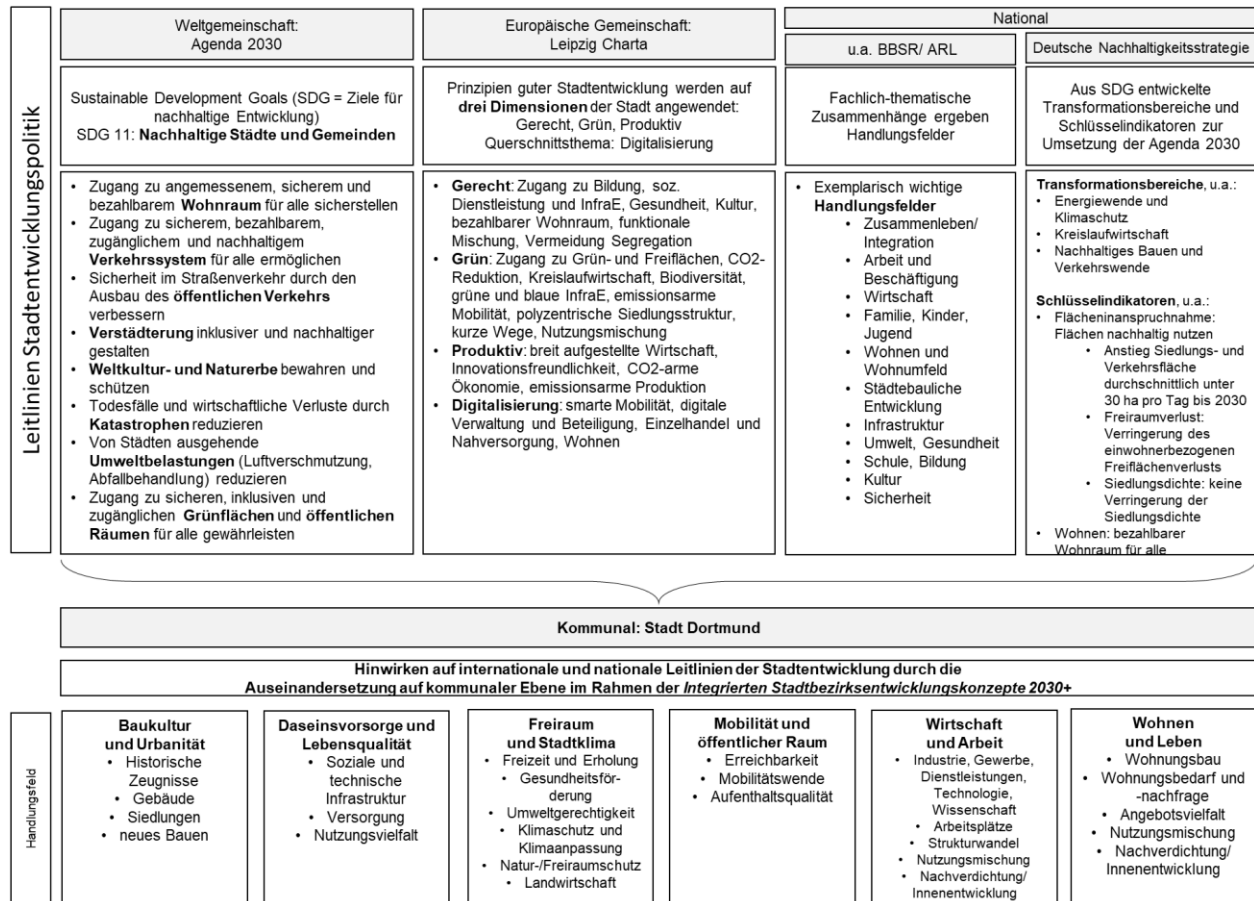 Leitlinien Stadtentwicklungspolitik
Weltgemeinschaft:
Agenda 2030
Sustainable Development Goals (SDG = Ziele für
nachhaltige Entwicklung)
SDG 11: Nachhaltige Städte und Gemeinden
• Zugang zu angemessenem, sicherem und
bezahlbarem Wohnraum für alle sicherstellen
• Zugang zu sicherem, bezahlbarem,
zugänglichem und nachhaltigem
Verkehrssystem für alle ermöglichen
• Sicherheit im Straßenverkehr durch den
Ausbau des öffentlichen Verkehrs
verbessern
• Verstädterung inklusiver und nachhaltiger
gestalten
• Weltkultur- und Naturerbe bewahren und
schützen
• Todesfälle und wirtschaftliche Verluste durch
Katastrophen reduzieren
• Von Städten ausgehende
Umweltbelastungen (Luftverschmutzung,
Abfallbehandlung) reduzieren
• Zugang zu sicheren, inklusiven und
zugänglichen Grünflächen und öffentlichen
Räumen für alle gewährleisten
Europäische Gemeinschaft:
Leipzig Charta
Prinzipien guter Stadtentwicklung werden auf
drei Dimensionen der Stadt angewendet:
Gerecht, Grün, Produktiv
Querschnittsthema: Digitalisierung
• Gerecht: Zugang zu Bildung, soz.
Dienstleistung und InfraE, Gesundheit, Kultur,
bezahlbarer Wohnraum, funktionale
Mischung, Vermeidung Segregation
• Grün: Zugang zu Grün- und Freiflächen, CO2-
Reduktion, Kreislaufwirtschaft, Biodiversität,
grüne und blaue InfraE, emissionsarme
Mobilität, polyzentrische Siedlungsstruktur,
kurze Wege, Nutzungsmischung
• Produktiv: breit aufgestellte Wirtschaft,
Innovationsfreundlichkeit, CO2-arme
Ökonomie, emissionsarme Produktion
• Digitalisierung: smarte Mobilität, digitale
Verwaltung und Beteiligung, Einzelhandel und
Nahversorgung, Wohnen
National
u.a. BBSR/ ARL
Fachlich-thematische
Zusammenhänge ergeben
Handlungsfelder
• Exemplarisch wichtige
Handlungsfelder
• Zusammenleben/
Integration
• Arbeit und
Beschäftigung
• Wirtschaft
• Familie, Kinder,
Jugend
• Wohnen und
Wohnumfeld
• Städtebauliche
Entwicklung
• Infrastruktur
• Umwelt, Gesundheit
• Schule, Bildung
• Kultur
• Sicherheit
Deutsche Nachhaltigkeitsstrategie
Aus SDG entwickelte
Transformationsbereiche und
Schlüsselindikatoren zur
Umsetzung der Agenda 2030
Transformationsbereiche, u.a.:
• Energiewende und
Klimaschutz
• Kreislaufwirtschaft
• Nachhaltiges Bauen und
Verkehrswende
Schlüsselindikatoren, u.a.:
• Flächeninanspruchnahme:
Flächen nachhaltig nutzen
• Anstieg Siedlungs- und
Verkehrsfläche
durchschnittlich unter
30 ha pro Tag bis 2030
• Freiraumverlust:
Verringerung des
einwohnerbezogenen
Freiflächenverlusts
• Siedlungsdichte: keine
Verringerung der
Siedlungsdichte
• Wohnen: bezahlbarer
Wohnraum für alle
Kommunal: Stadt Dortmund
Hinwirken auf internationale und nationale Leitlinien der Stadtentwicklung durch die
Auseinandersetzung auf kommunaler Ebene im Rahmen der Integrierten Stadtbezirksentwicklungskonzepte 2030+
Handlungsfeld
Baukultur
und Urbanität
• Historische
Zeugnisse
• Gebäude
• Siedlungen
• neues Bauen
Daseinsvorsorge und
Lebensqualität
• Soziale und
technische
Infrastruktur
• Versorgung
• Nutzungsvielfalt
Freiraum
und Stadtklima
• Freizeit und Erholung
• Gesundheitsför-
derung
• Umweltgerechtigkeit
• Klimaschutz und
Klimaanpassung
• Natur-/Freiraumschutz
• Landwirtschaft
Mobilität und
öffentlicher Raum
• Erreichbarkeit
• Mobilitätswende
• Aufenthaltsqualität
Wirtschaft
und Arbeit
• Industrie, Gewerbe,
Dienstleistungen,
Technologie,
Wissenschaft
• Arbeitsplätze
• Strukturwandel
• Nutzungsmischung
• Nachverdichtung/
Innenentwicklung
Wohnen
und Leben
• Wohnungsbau
• Wohnungsbedarf und
-nachfrage
• Angebotsvielfalt
• Nutzungsmischung
• Nachverdichtung/
Innenentwicklung